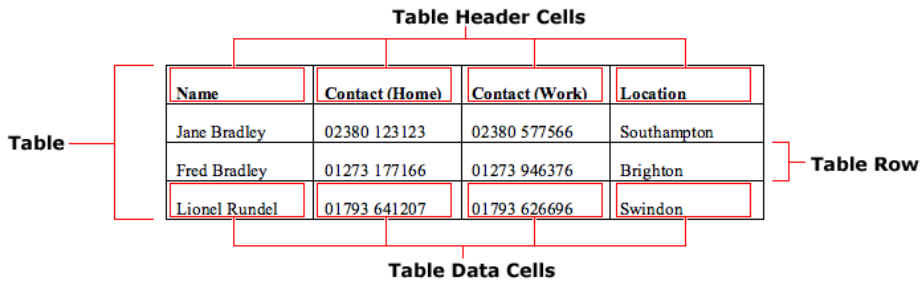 Table Header Cells
Name Contact (Home) Contact (Work) Location
Jane Bradley 02380 123123 02380 577566 Southampton
Table
Fred Bradley 01273 177166 01273 946376 Brighton
Table Row
Lionel Rundel 01793 641207 01793 626696 Swindon
Table Data Cells